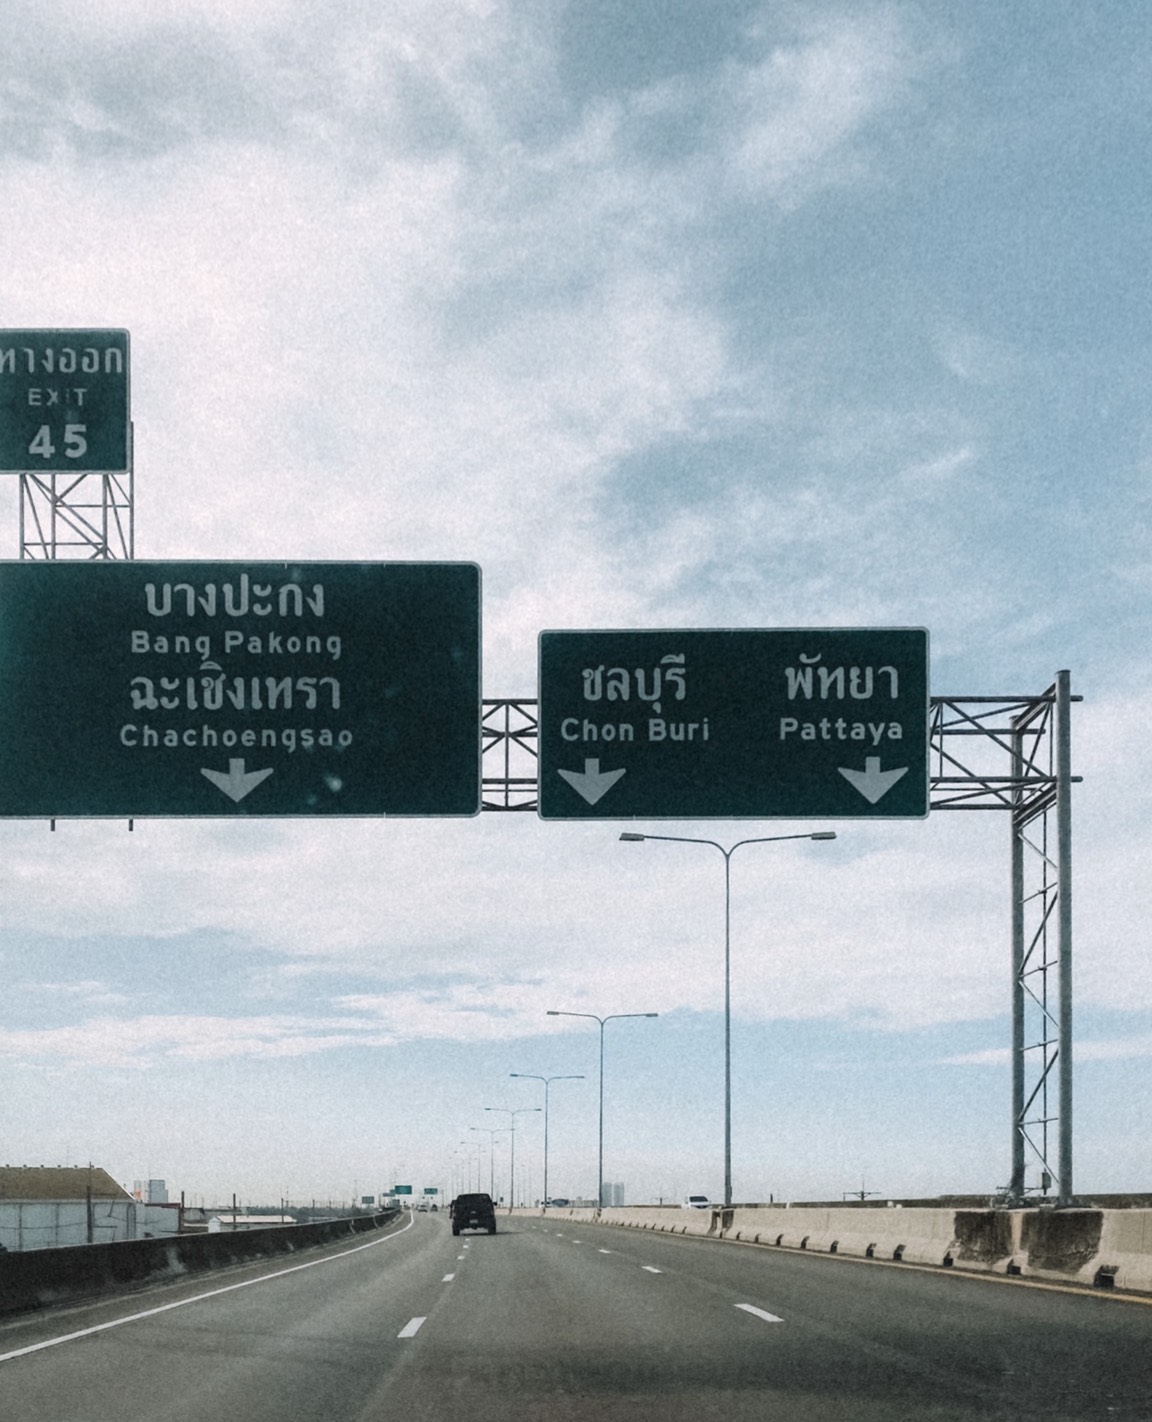 ทางออก
EXIT
45
บางปะกง
Bang Pakong
ฉะเชิงเทรา
Chachoengsao
ชลบุรี
Chon Buri
พัทยา
Pattaya